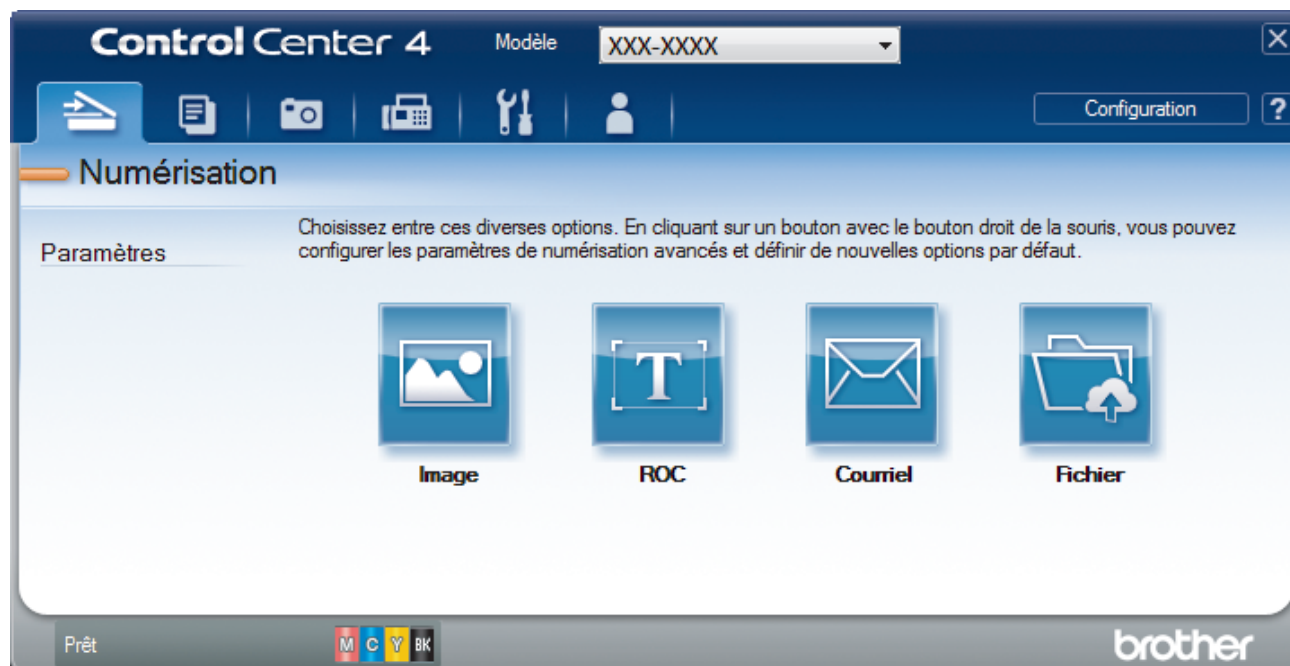 ControlCenter 4
Modèle
XXX-XXXX
Configuration
?
Numérisation
Paramètres
Choisissez entre ces diverses options. En cliquant sur un bouton avec le bouton droit de la souris, vous pouvez
configurer les paramètres de numérisation avancés et définir de nouvelles options par défaut.
T
Image
ROC
Courriel
Fichier
Prêt
M C Y BK
brother